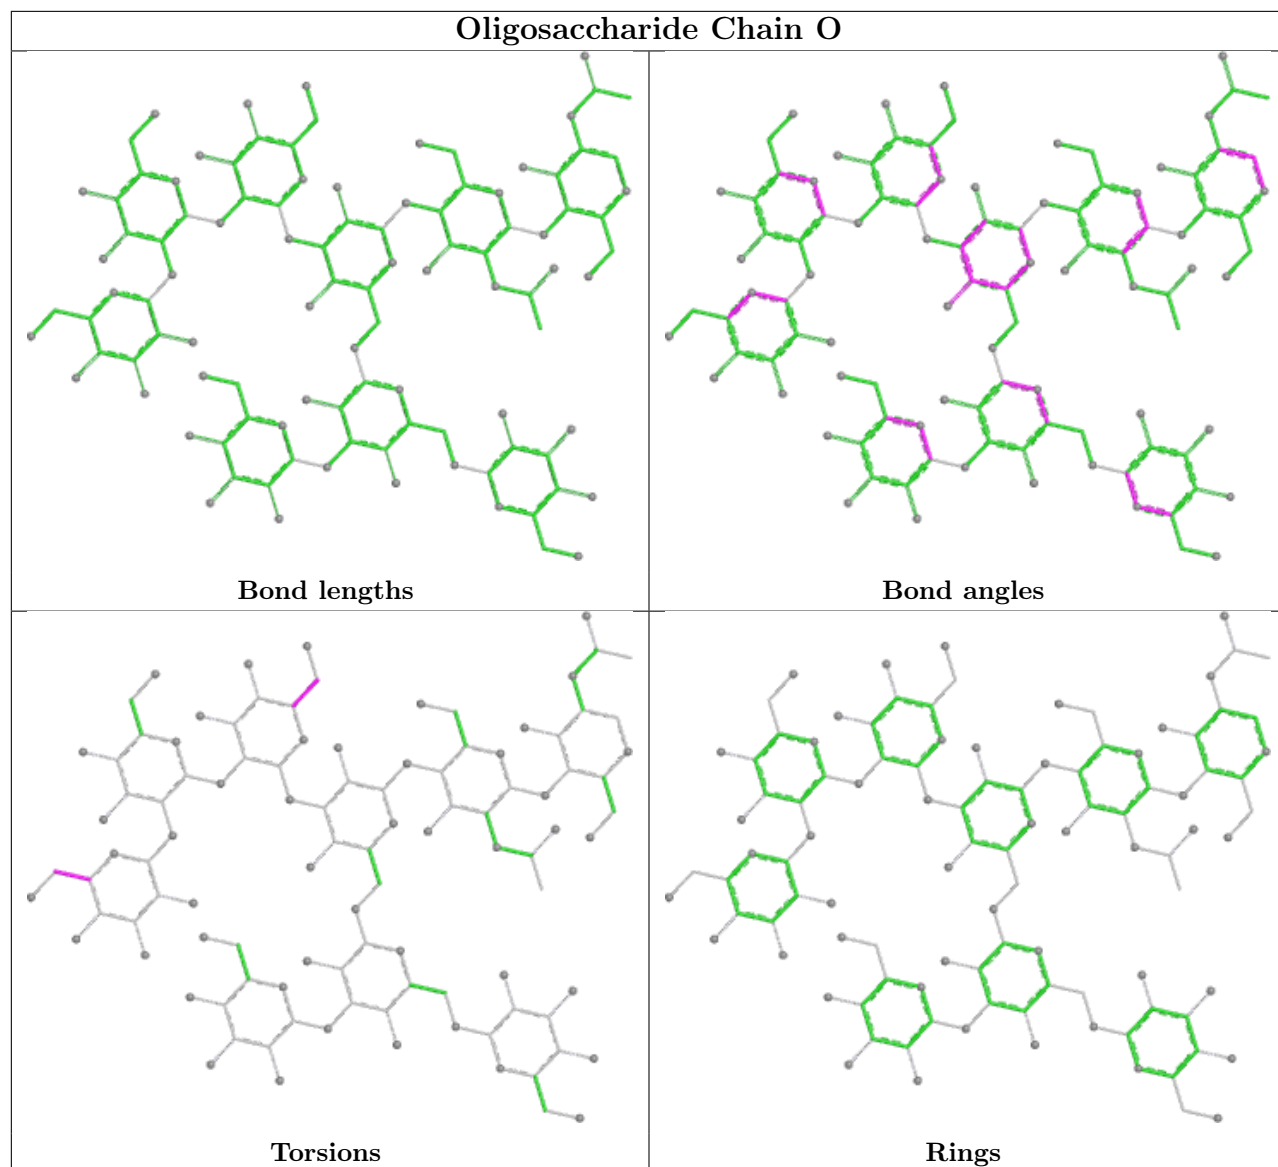 Oligosaccharide Chain O
Bond lengths
Bond angles
Torsions
Rings